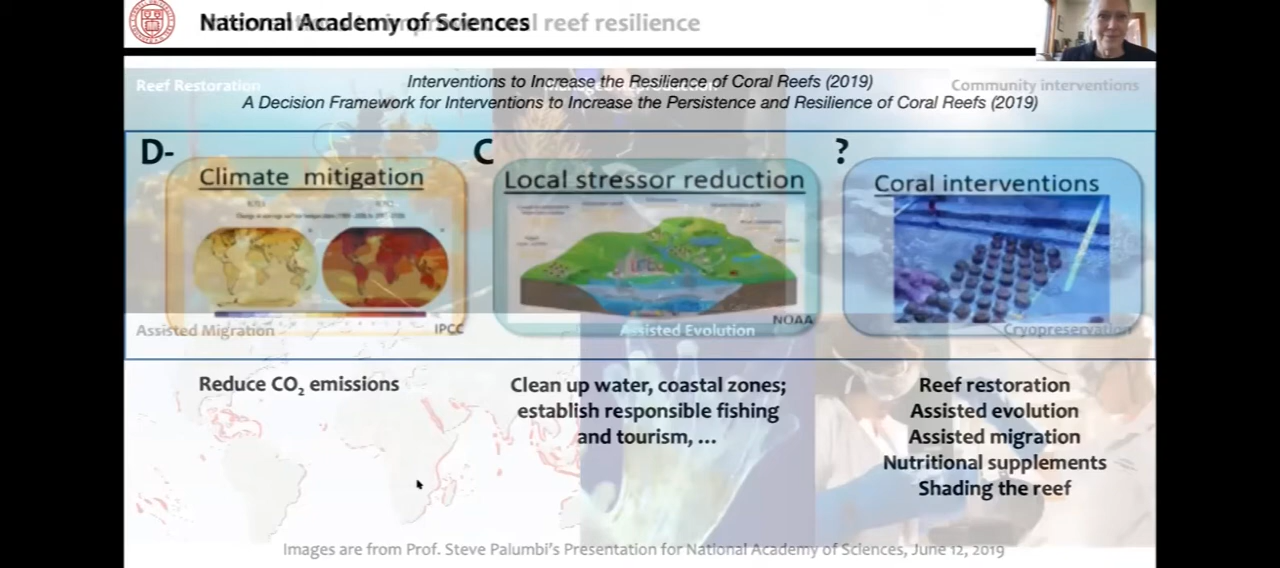 National Academy of Sciences
reef resilience
Reef Restoration
Interventions to Increase the Resilience of Coral Reefs (2019)
Community interventions
A Decision Framework for Interventions to Increase the Persistence and Resilience of Coral Reefs (2019)
D-
C
?
Climate mitigation
Local stressor reduction
Coral interventions
Assisted Migration
IPCC
Assisted Evolution
NOAA
Cryopreservation
Reduce CO₂ emissions
Clean up water, coastal zones;
establish responsible fishing
and tourism, ...
Reef restoration
Assisted evolution
Assisted migration
Nutritional supplements
Shading the reef
Images are from Prof. Steve Palumbi's Presentation for National Academy of Sciences, June 12, 2019